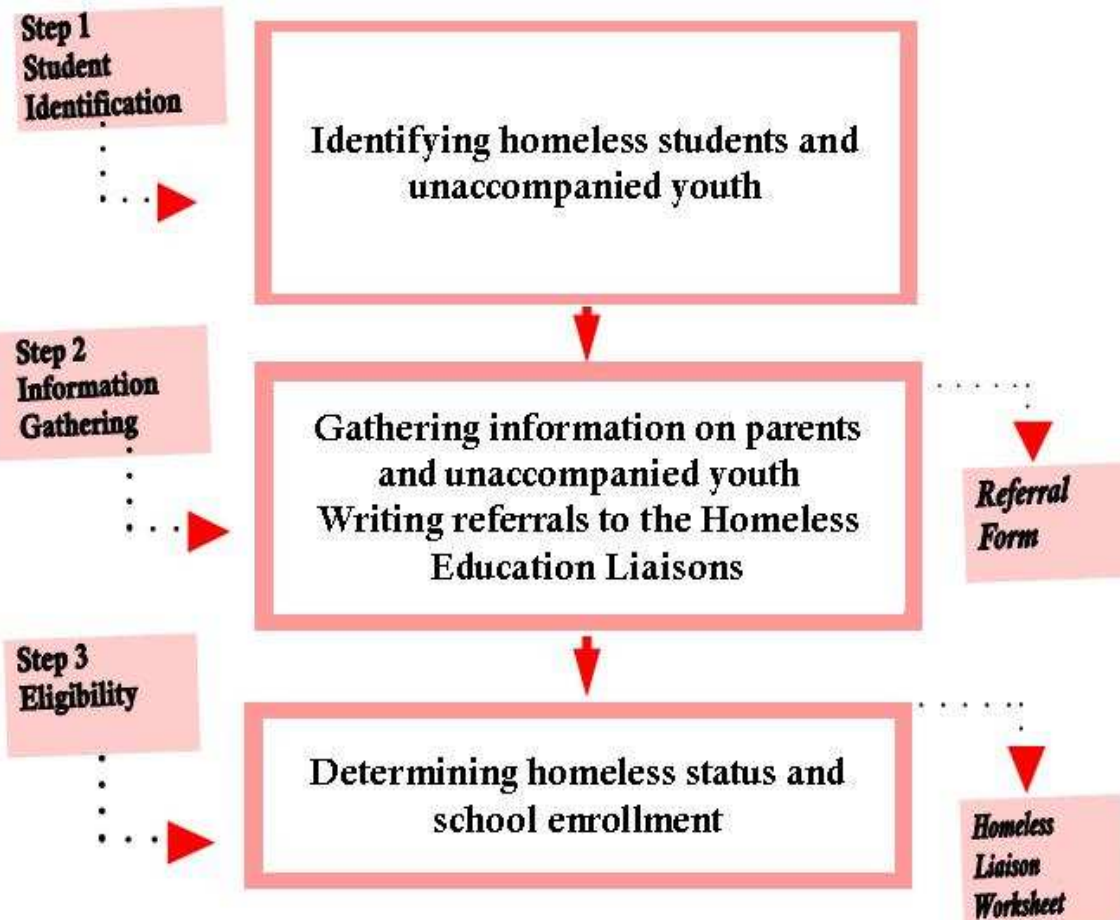 Step 1
Student
Identification
Identifying homeless students and
unaccompanied youth
Step 2
Information
Gathering
Gathering information on parents
and unaccompanied youth
Writing referrals to the Homeless
Education Liaisons
Referral
Form
Step 3
Eligibility
Determining homeless status and
school enrollment
Homeless
Liaison
Worksheet